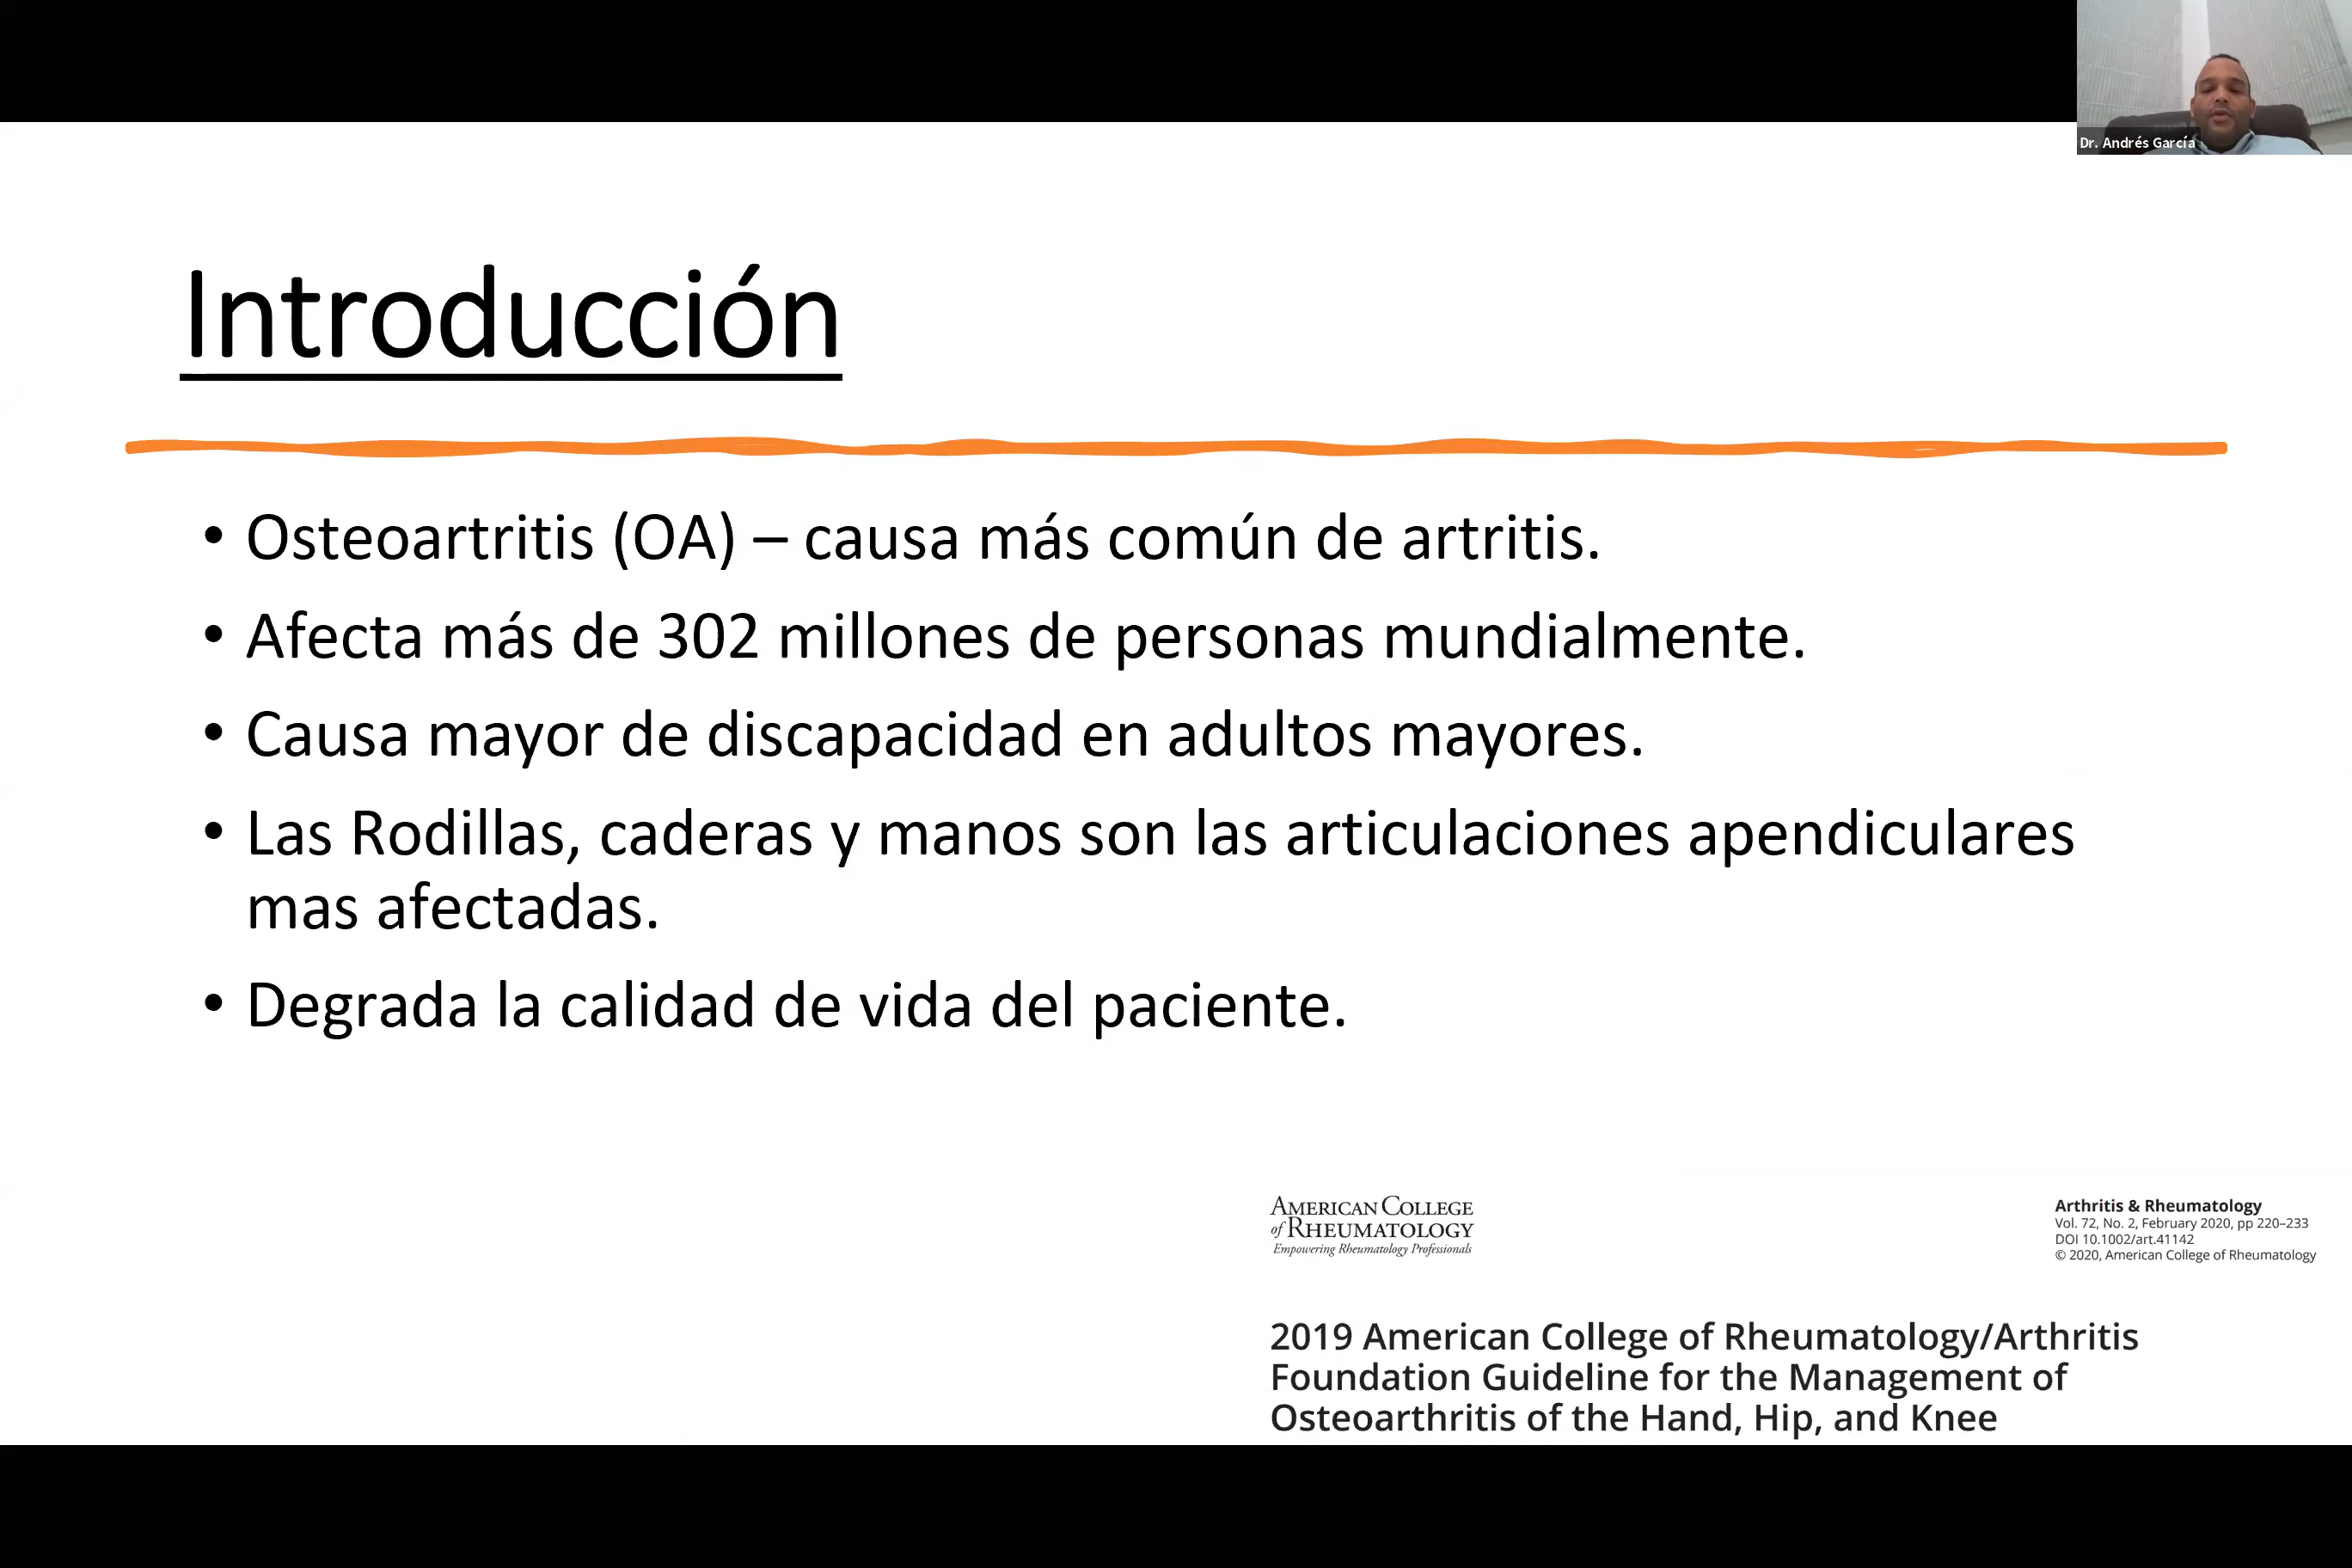 Dr. Andrés García
Introducción
• Osteoartritis (OA) – causa más común de artritis.
• Afecta más de 302 millones de personas mundialmente.
• Causa mayor de discapacidad en adultos mayores.
• Las Rodillas, caderas y manos son las articulaciones apendiculares
mas afectadas.
• Degrada la calidad de vida del paciente.
AMERICAN COLLEGE
of RHEUMATOLOGY
Empowering Rheumatology Professionals
Arthritis & Rheumatology
Vol. 72, No. 2, February 2020, pp 220–233
DOI 10.1002/art.41142
© 2020, American College of Rheumatology
2019 American College of Rheumatology/Arthritis
Foundation Guideline for the Management of
Osteoarthritis of the Hand, Hip, and Knee